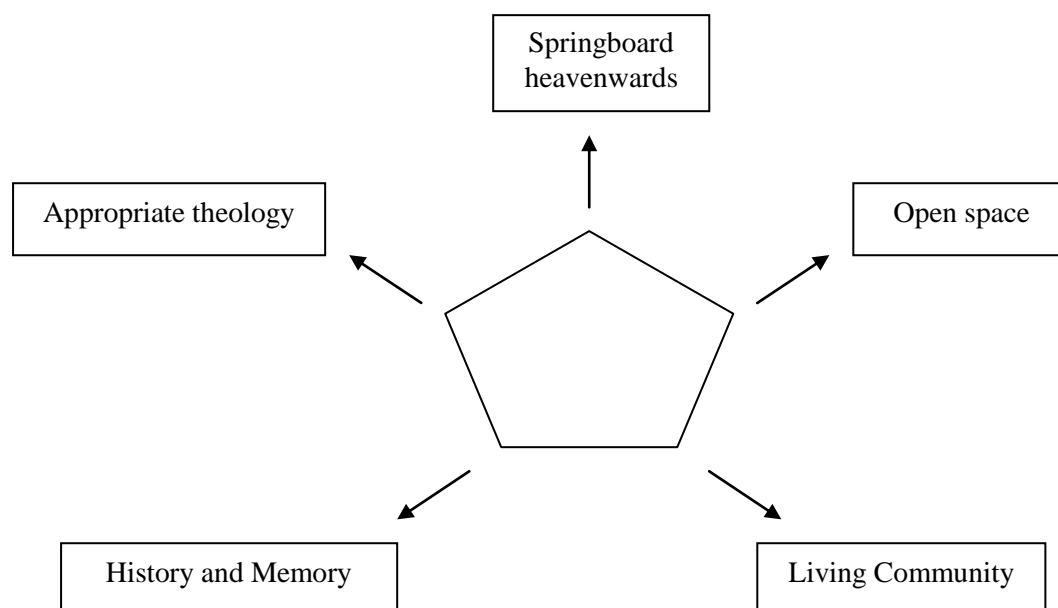 Springboard
heavenwards
Appropriate theology
Open space
History and Memory
Living Community